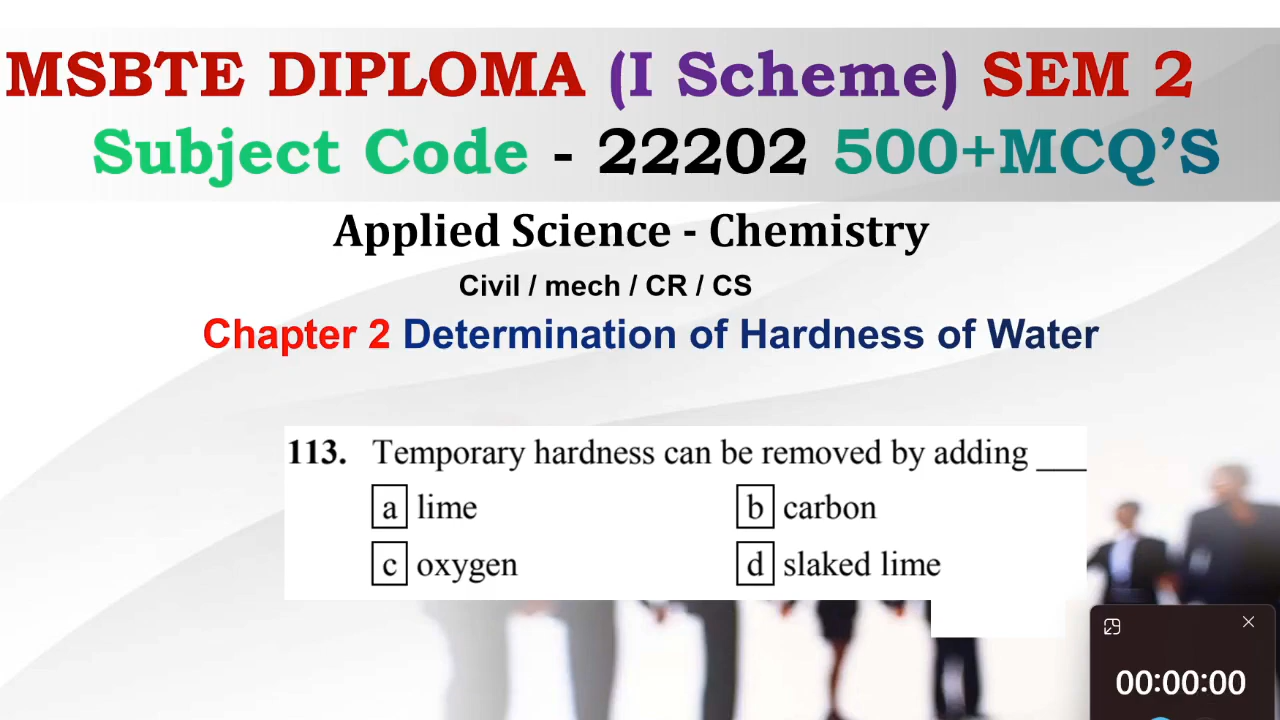 MSBTE DIPLOMA (I Scheme) SEM 2
Subject Code - 22202 500+MCQ’S
Applied Science - Chemistry
Civil / mech / CR / CS
Chapter 2 Determination of Hardness of Water
113. Temporary hardness can be removed by adding ___
a lime b carbon
c oxygen d slaked lime
00:00:00